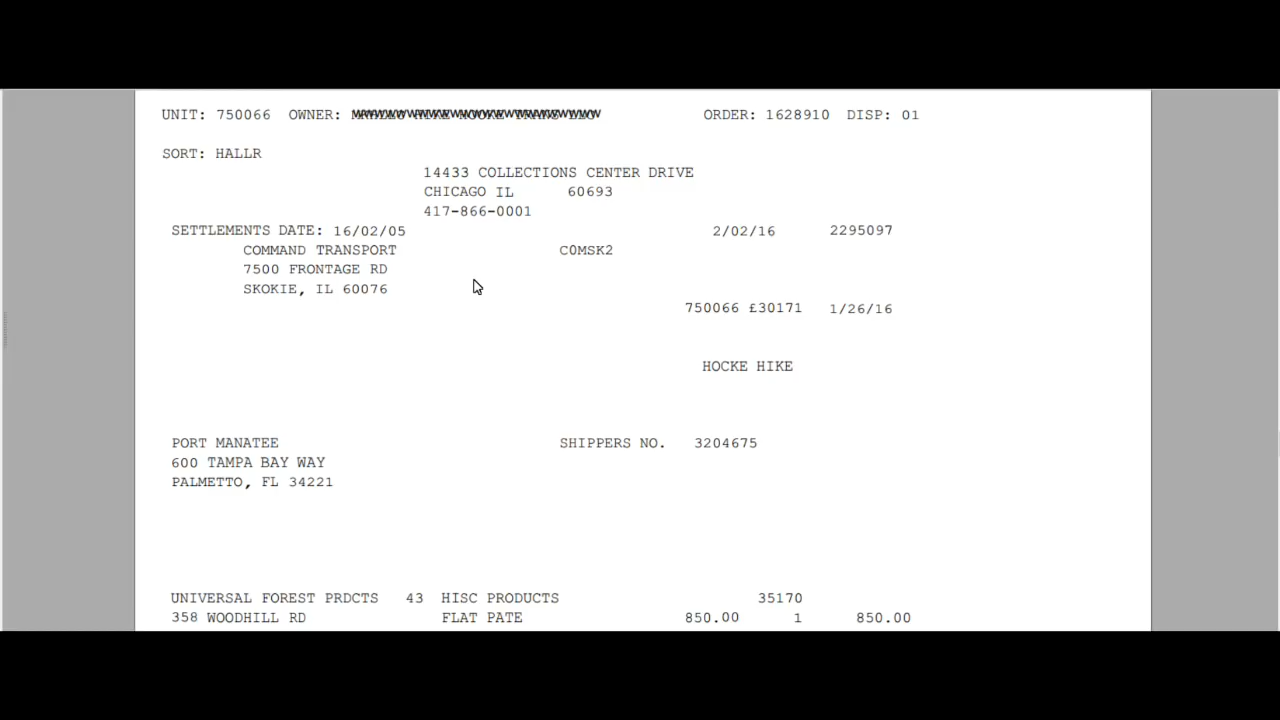 UNIT: 750066 OWNER: ORDER: 1628910 DISP: 01
SORT: HALLR
14433 COLLECTIONS CENTER DRIVE
CHICAGO IL 60693
417-866-0001
SETTLEMENTS DATE: 16/02/05 2/02/16 2295097
COMMAND TRANSPORT C0MSK2
7500 FRONTAGE RD
SKOKIE, IL 60076
750066 £30171 1/26/16
HOCKE HIKE
PORT MANATEE SHIPPERS NO. 3204675
600 TAMPA BAY WAY
PALMETTO, FL 34221
UNIVERSAL FOREST PRDCTS 43 HISC PRODUCTS 35170
358 WOODHILL RD FLAT PATE 850.00 1 850.00